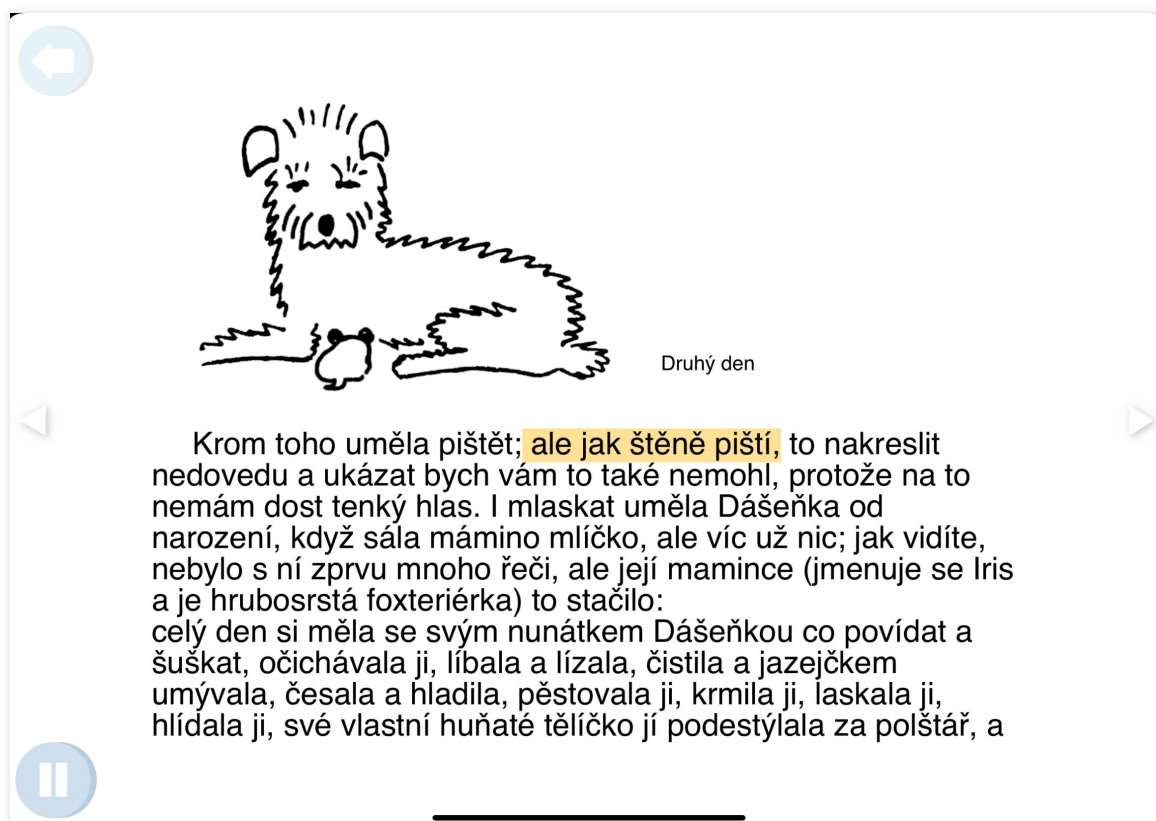 Druhý den
Krom toho uměla pištět; ale jak štěně piští, to nakreslit
nedovedu a ukázat bych vám to také nemohl, protože na to
nemám dost tenký hlas. I mlaskat uměla Dášeňka od
narození, když sála mámino mlíčko, ale víc už nic; jak vidíte,
nebylo s ní zprvu mnoho řeči, ale její mamince (jmenuje se Iris
a je hrubosrstá foxteriérka) to stačilo:
celý den si měla se svým nunátkem Dášeňkou co povídat a
šuškat, očichávala ji, líbala a lízala, čistila a jazejčkem
umývala, česala a hladila, pěstovala ji, krmila ji, laskala ji,
hlídala ji, své vlastní huňaté tělíčko jí podestýlala za polštář, a